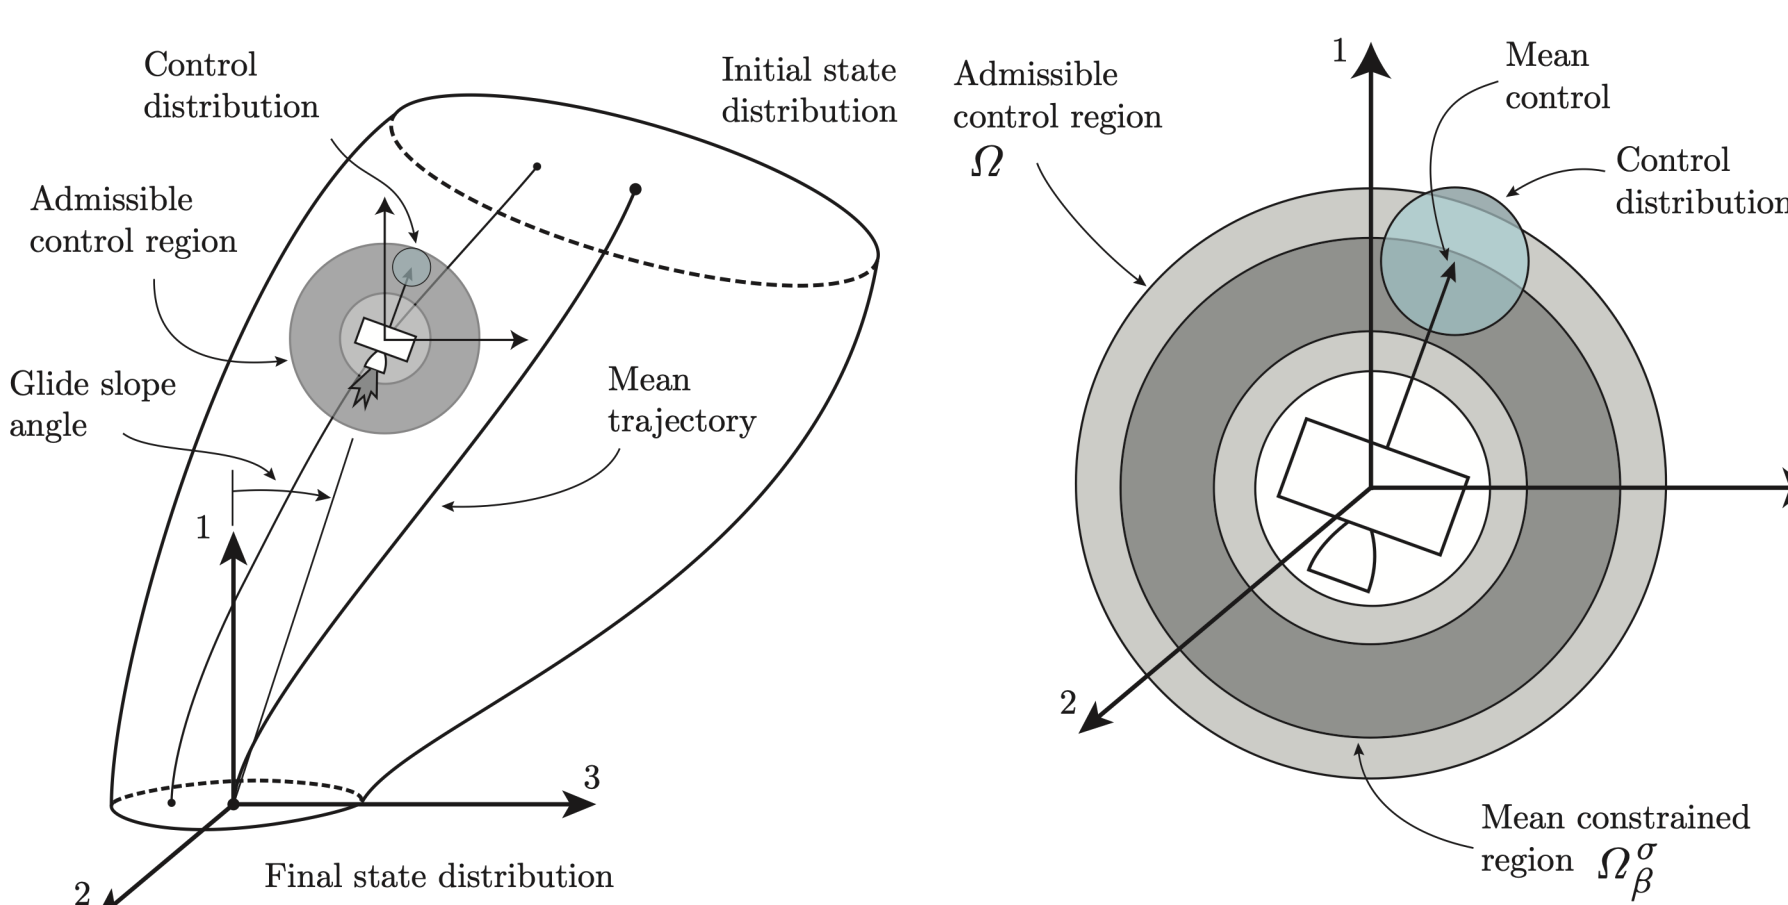 Control
distribution
Initial state
distribution
Admissible
control region
Glide slope
angle
Mean
trajectory
1
3
2
Final state distribution
1
Mean
control
Admissible
control region
Ω
Control
distribution
2
Mean constrained
region Ω_β^σ